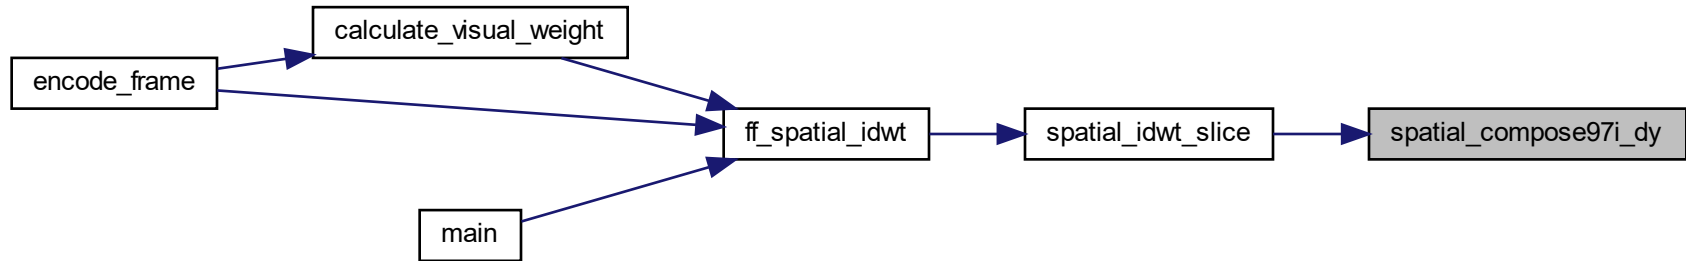 calculate_visual_weight
encode_frame
ff_spatial_idwt
spatial_idwt_slice
spatial_compose97i_dy
main